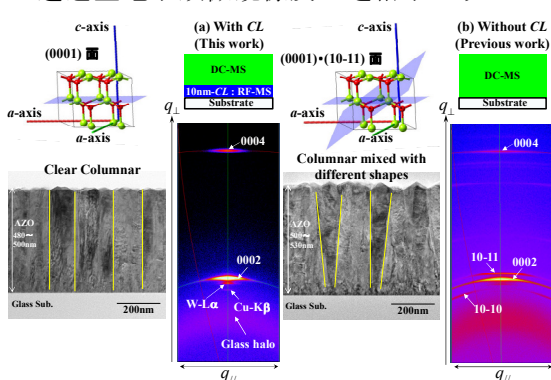 c-axis
(0001) 面
a-axis
a-axis
(a) With CL
(This work)
DC-MS
10nm-CL : RF-MS
Substrate
(0001)•(10-11) 面
(b) Without CL
(Previous work)
DC-MS
Substrate
q⊥
0004
0002
W-Lα
Cu-Kβ
Glass halo
q//
Clear Columnar
AZO
480~
500nm
Glass Sub.
200nm
c-axis
a-axis
a-axis
Columnar mixed with
different shapes
AZO
500~
530nm
Glass Sub.
200nm
q⊥
0004
10-11
0002
10-10
q//